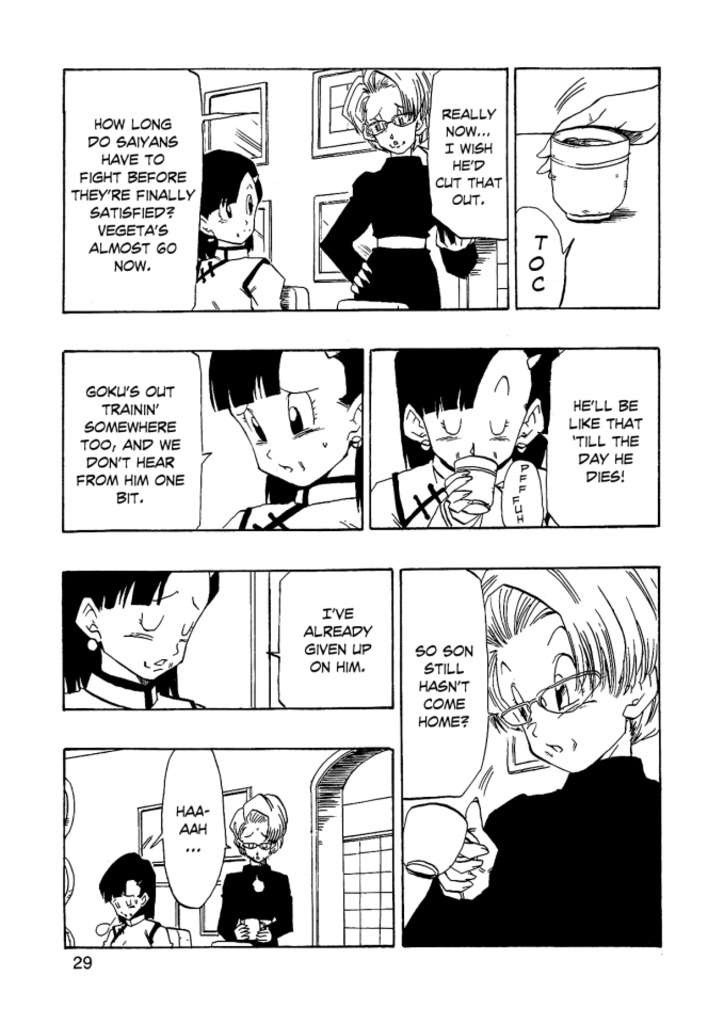 TOC
REALLY
NOW...
I WISH
HE'D
CUT THAT
OUT.
HOW LONG
DO SAIYANS
HAVE TO
FIGHT BEFORE
THEY'RE FINALLY
SATISFIED?
VEGETA'S
ALMOST 60
NOW.
HE'LL BE
LIKE THAT
'TILL THE
DAY HE
DIES!
PFFFUH
GOKU'S OUT
TRAININ'
SOMEWHERE
TOO, AND WE
DON'T HEAR
FROM HIM ONE
BIT.
SO SON
STILL
HASN'T
COME
HOME?
I'VE
ALREADY
GIVEN UP
ON HIM.
HAA-
AAH
...
29